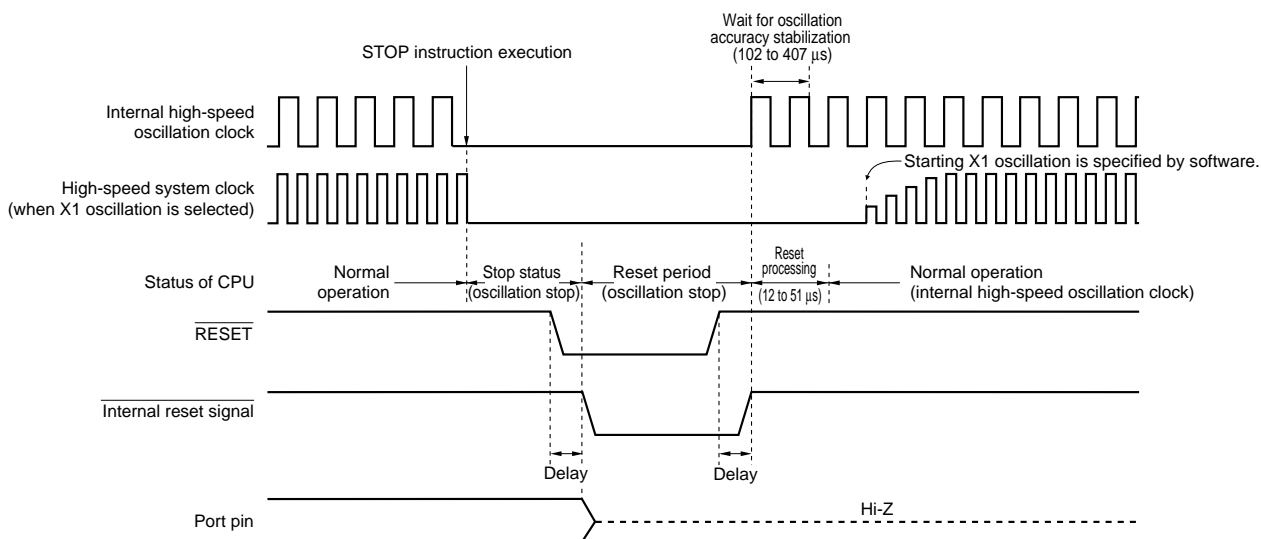 Wait for oscillation
accuracy stabilization
(102 to 407 μs)
STOP instruction execution
Internal high-speed
oscillation clock
Starting X1 oscillation is specified by software.
High-speed system clock
(when X1 oscillation is selected)
Status of CPU
Normal
operation
Stop status
(oscillation stop)
Reset period
(oscillation stop)
Reset
processing
(12 to 51 μs)
Normal operation
(internal high-speed oscillation clock)
RESET
Internal reset signal
Delay
Delay
Port pin
Hi-Z